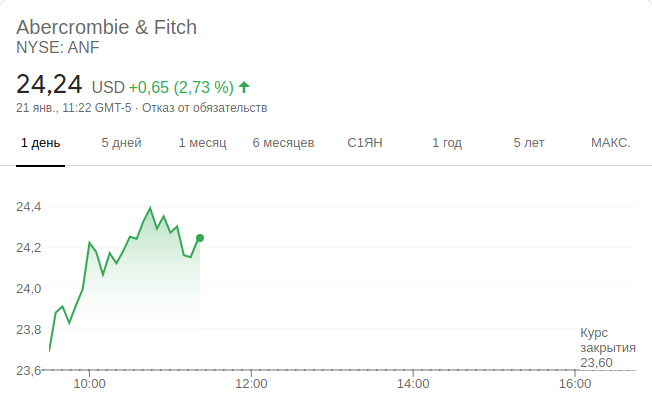 Abercrombie & Fitch
NYSE: ANF
24,24 USD +0,65 (2,73 %)
21 янв., 11:22 GMT-5 · Отказ от обязательств
1 день 5 дней 1 месяц 6 месяцев С1ЯН 1 год 5 лет МАКС.
24,4
24,2
24,0
23,8
Курс
закрытия
23,60
23,6
10:00 12:00 14:00 16:00